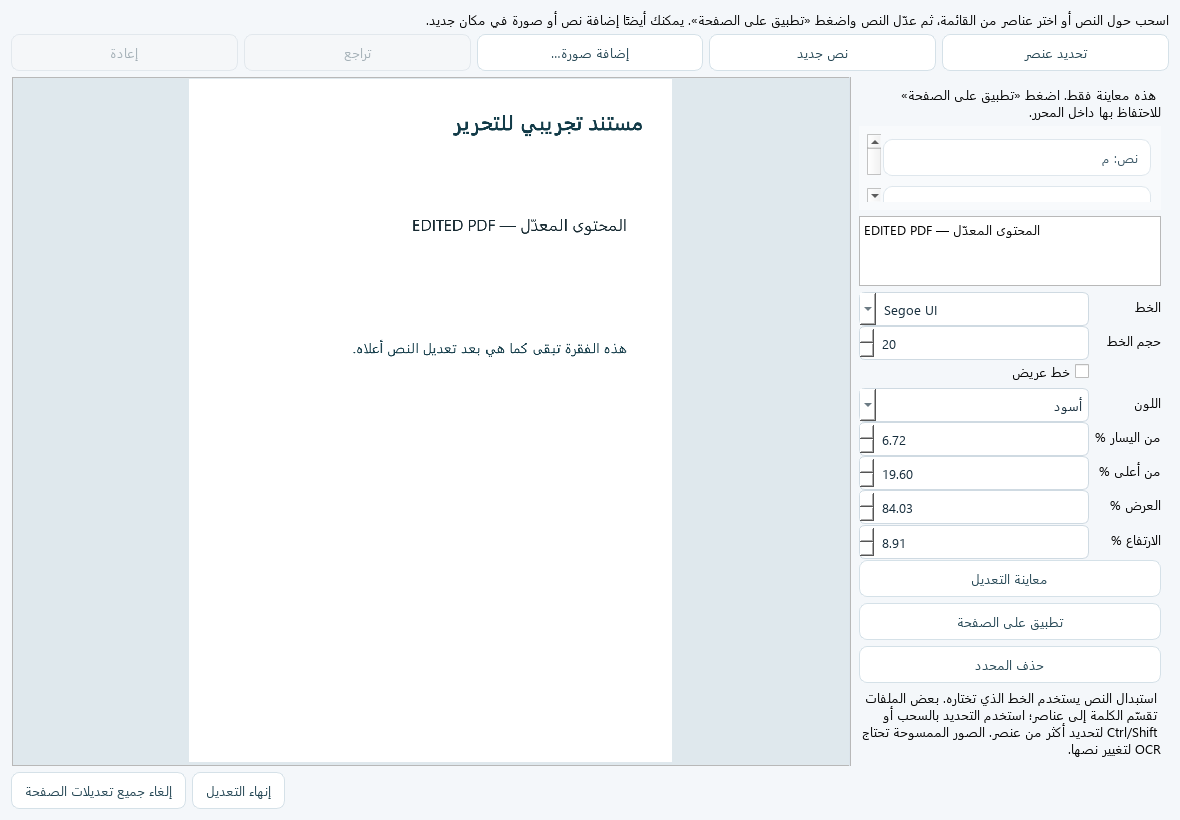 اسحب حول النص أو اختر عناصر من القائمة، ثم عدّل النص واضغط «تطبيق على الصفحة». يمكنك أيضًا إضافة نص أو صورة في مكان جديد.
تحديد عنصر
نص جديد
إضافة صورة...
تراجع
إعادة
هذه معاينة فقط. اضغط «تطبيق على الصفحة»
للاحتفاظ بها داخل المحرر.
نص: م
المحتوى المعدّل — EDITED PDF
الخط
Segoe UI
حجم الخط
20
خط عريض
اللون
أسود
من اليسار %
6.72
من أعلى %
19.60
العرض %
84.03
الارتفاع %
8.91
معاينة التعديل
تطبيق على الصفحة
حذف المحدد
استبدال النص يستخدم الخط الذي تختاره. بعض الملفات
تقسّم الكلمة إلى عناصر؛ استخدم التحديد بالسحب أو
Ctrl/Shift لتحديد أكثر من عنصر. الصور الممسوحة تحتاج
OCR لتغيير نصها.
مستند تجريبي للتحرير
المحتوى المعدّل — EDITED PDF
هذه الفقرة تبقى كما هي بعد تعديل النص أعلاه.
إنهاء التعديل
إلغاء جميع تعديلات الصفحة